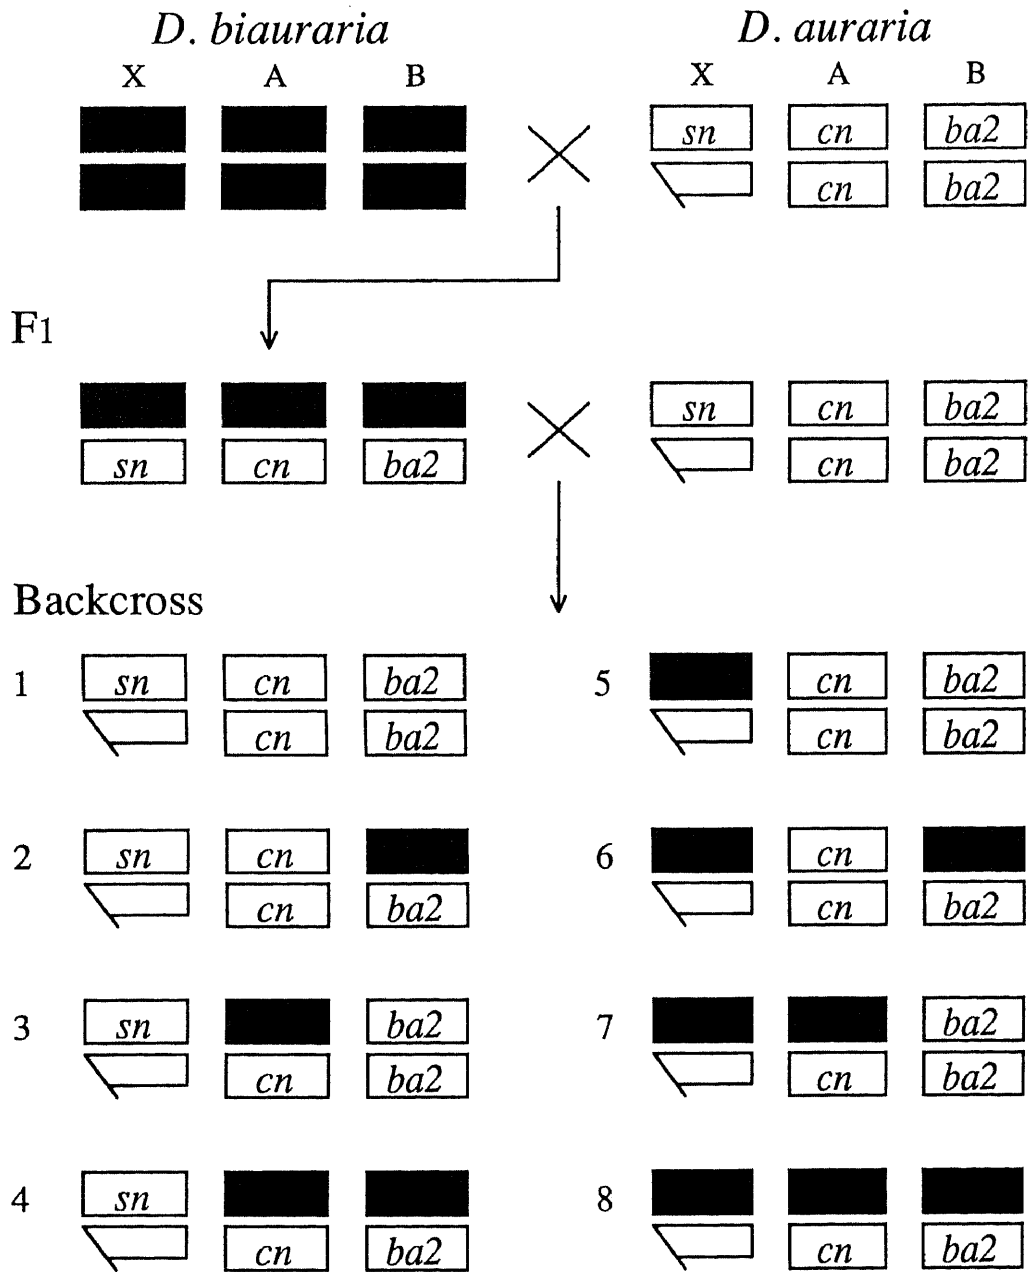 D. biauraria D. auraria
X A B X A B
sn cn ba2
cn ba2
F1
sn cn ba2
sn cn ba2 cn ba2
Backcross
1 sn cn ba2 5 cn ba2
cn ba2 cn ba2
2 sn cn 6 cn
cn ba2 cn ba2
3 sn ba2 7 ba2
cn ba2 cn ba2
4 sn 8
cn ba2 cn ba2